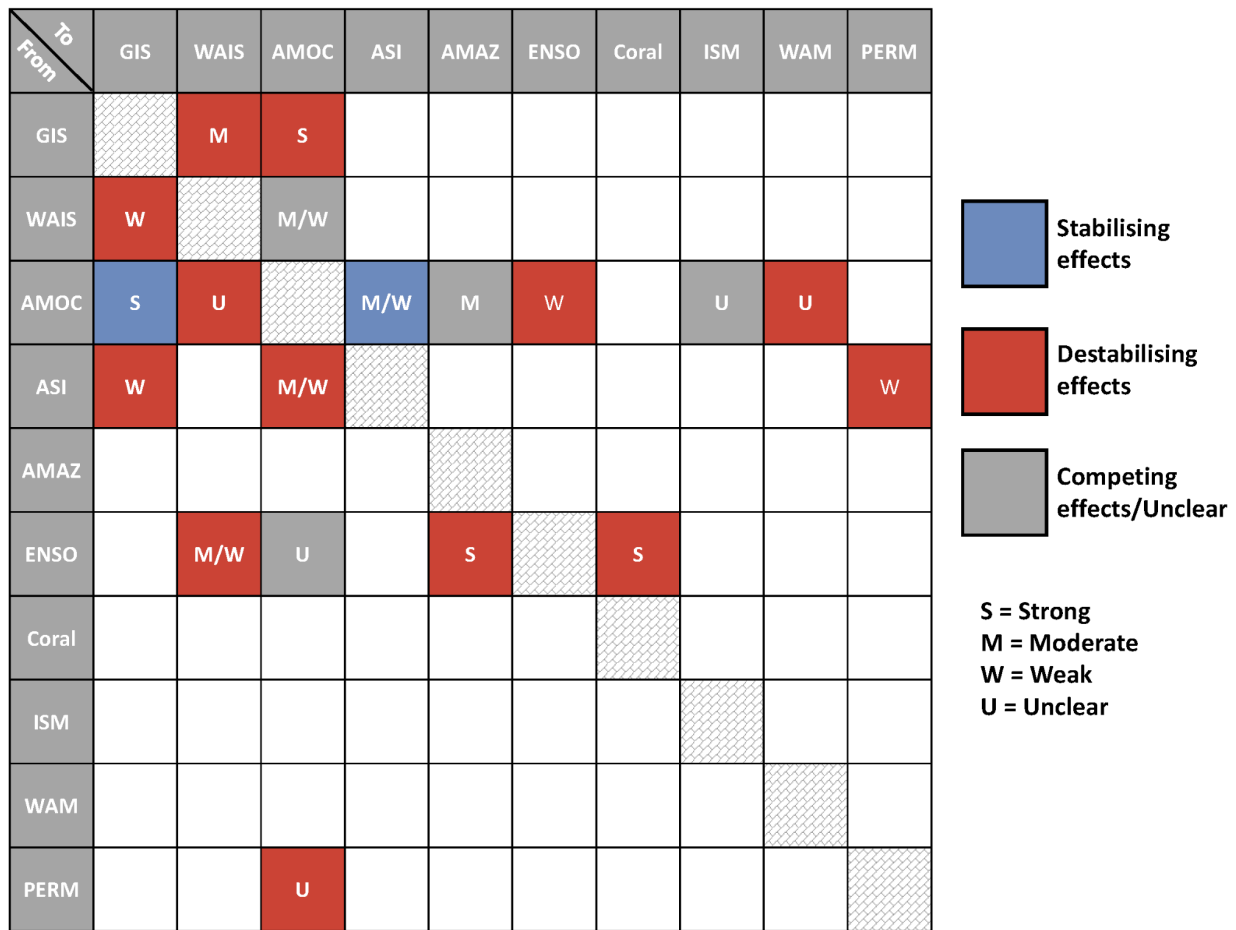 To
From
GIS WAIS AMOC ASI AMAZ ENSO Coral ISM WAM PERM
GIS M S
WAIS W M/W
AMOC S U M/W M W U U
ASI W M/W W
AMAZ
ENSO M/W U S S
Coral
ISM
WAM
PERM U
Stabilising
effects
Destabilising
effects
Competing
effects/Unclear
S = Strong
M = Moderate
W = Weak
U = Unclear